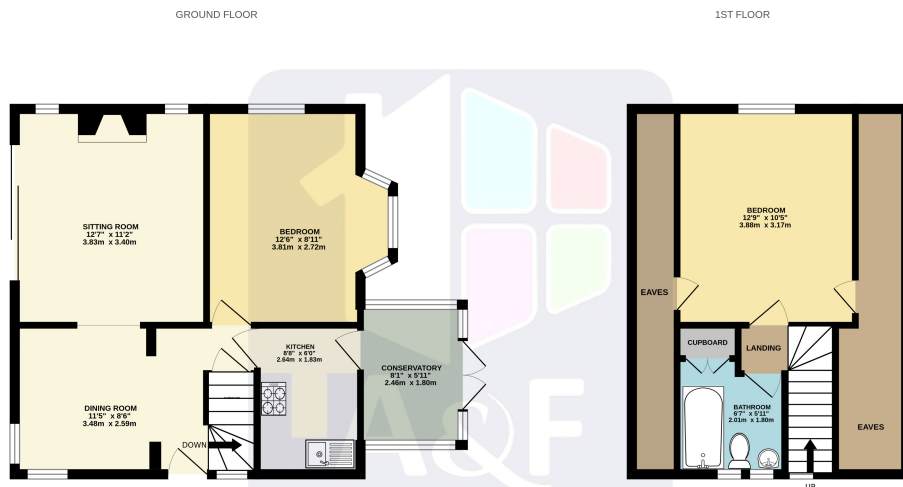 GROUND FLOOR
1ST FLOOR
SITTING ROOM
12'7" x 11'2"
3.83m x 3.40m
BEDROOM
12'6" x 8'11"
3.81m x 2.72m
KITCHEN
8'8" x 6'0"
2.64m x 1.83m
CONSERVATORY
8'1" x 5'11"
2.46m x 1.80m
DINING ROOM
11'5" x 8'6"
3.48m x 2.59m
DOWN
A&F
BEDROOM
12'9" x 10'5"
3.88m x 3.17m
EAVES
CUPBOARD
LANDING
BATHROOM
6'7" x 5'11"
2.01m x 1.80m
EAVES
UP